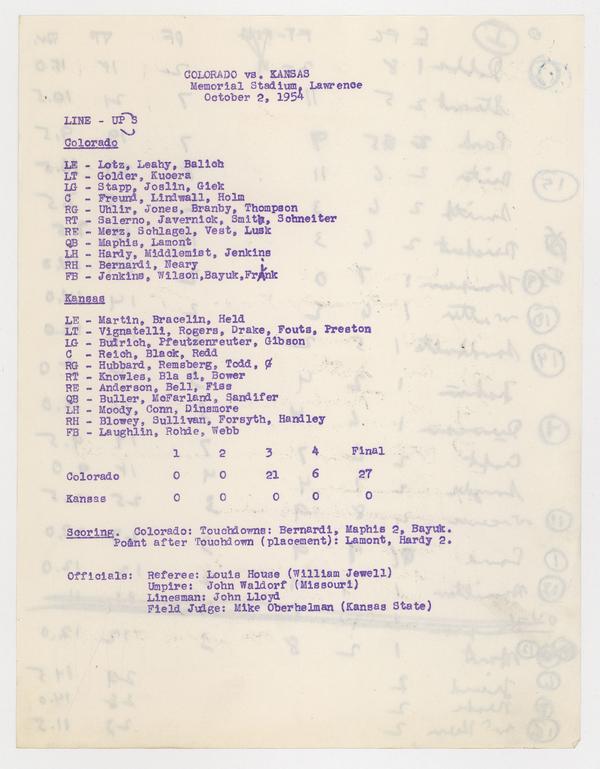 COLORADO vs. KANSAS
Memorial Stadium, Lawrence
October 2, 1954
LINE - UPS
Colorado
LE - Lotz, Leahy, Balich
LT - Golder, Kucera
LG - Stapp, Joslin, Giek
C - Freund, Lindwall, Holm
RG - Uhlir, Jones, Branby, Thompson
RT - Salerno, Javernick, Smith, Schneiter
RE - Merz, Schlagel, Vest, Lusk
QB - Maphis, Lamont
LH - Hardy, Middlemist, Jenkins
RH - Bernardi, Neary
FB - Jenkins, Wilson,Bayuk,Frank
Kansas
LE - Martin, Bracelin, Held
LT - Vignatelli, Rogers, Drake, Fouts, Preston
LG - Budrich, Pfeutzenreuter, Gibson
C - Reich, Black, Redd
RG - Hubbard, Remsberg, Todd,
RT - Knowles, Bla si, Bower
RE - Anderson, Bell, Fiss
QB - Buller, McFarland, Sandifer
LH - Moody, Conn, Dinsmore
RH - Blowey, Sullivan, Forsyth, Handley
FB - Laughlin, Rohde, Webb
1 2 3 4 Final
Colorado 0 0 21 6 27
Kansas 0 0 0 0 0
Scoring. Colorado: Touchdowns: Bernardi, Maphis 2, Bayuk.
Point after Touchdown (placement): Lamont, Hardy 2.
Officials: Referee: Louis House (William Jewell)
Umpire: John Waldorf (Missouri)
Linesman: John Lloyd
Field Judge: Mike Oberhelman (Kansas State)